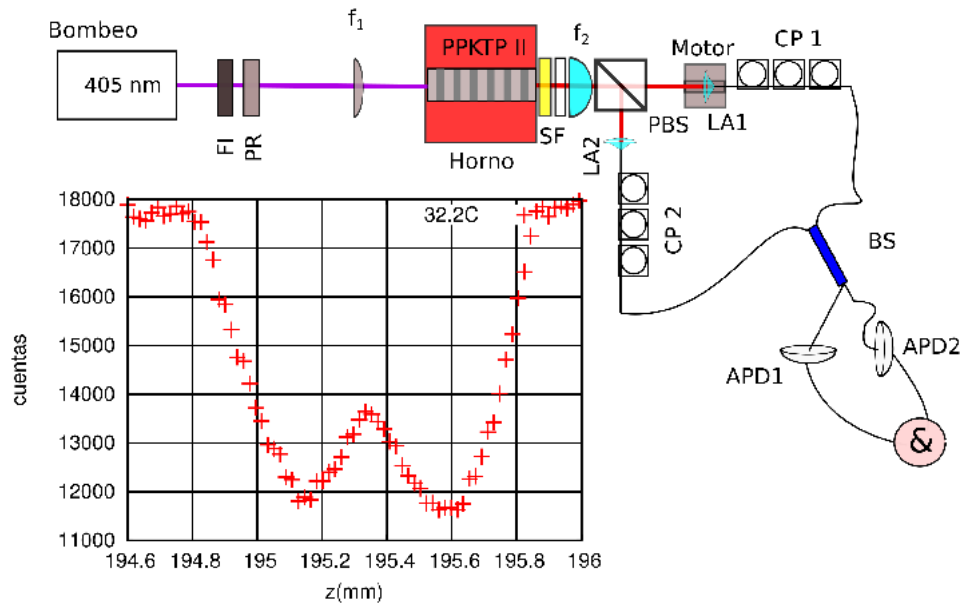 Bombeo
405 nm
FI
PR
f1
PPKTP II
Horno
SF
f2
PBS
Motor
LA1
CP 1
LA2
CP 2
BS
APD1
APD2
&
32.2C
cuentas
18000
17000
16000
15000
14000
13000
12000
11000
194.6 194.8 195 195.2 195.4 195.6 195.8 196
z(mm)